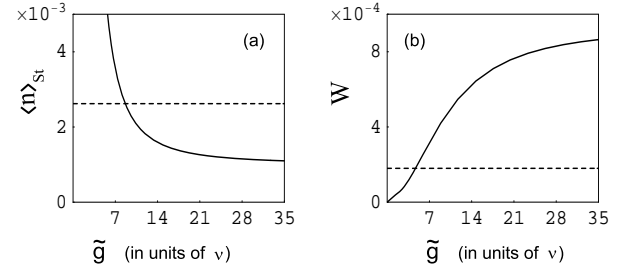 ×10⁻³
4
2
0
7 14 21 28 35
(a)
⟨n⟩St
g̃ (in units of ν)
×10⁻⁴
8
4
0
7 14 21 28 35
(b)
W
g̃ (in units of ν)